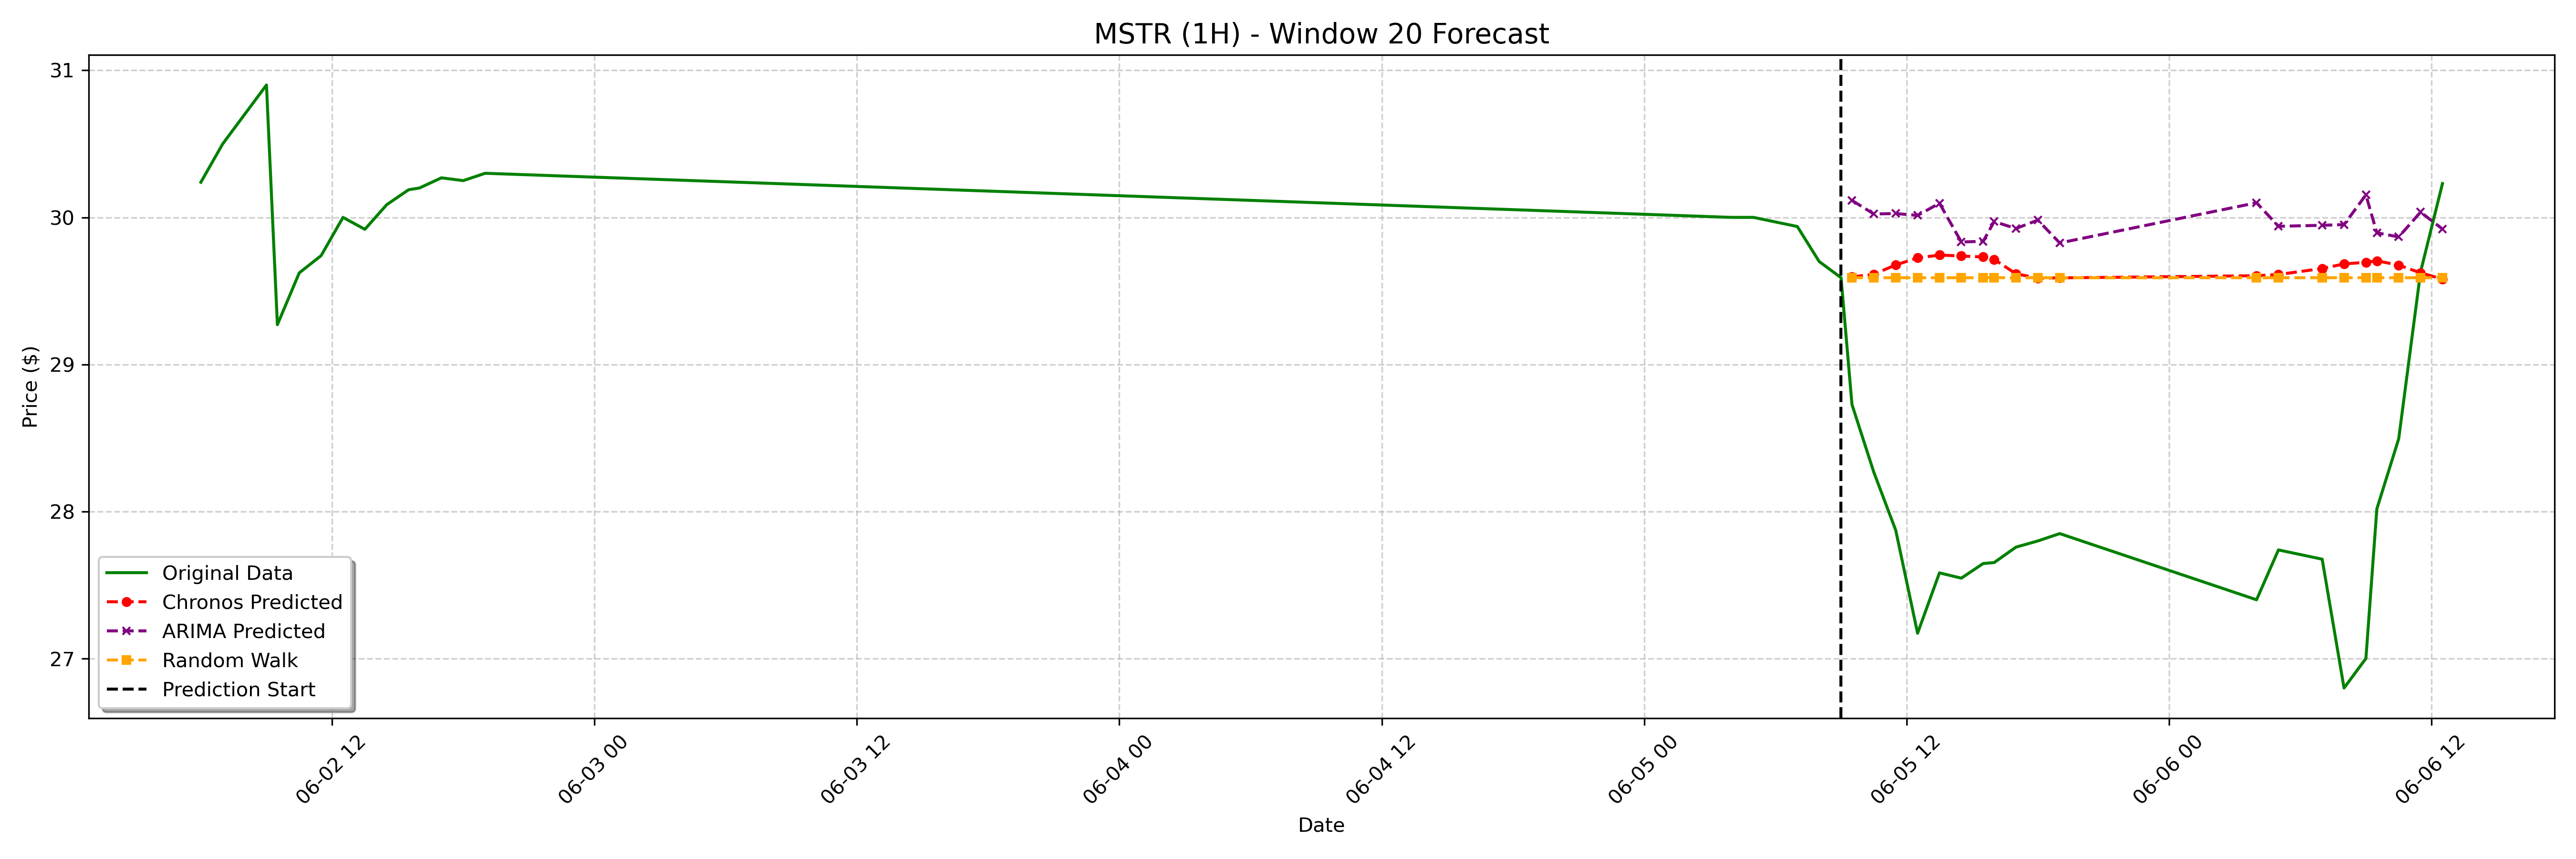 MSTR (1H) - Window 20 Forecast
Price ($)
31
30
29
28
27
Original Data
Chronos Predicted
ARIMA Predicted
Random Walk
Prediction Start
06-02 12
06-03 00
06-03 12
06-04 00
06-04 12
06-05 00
06-05 12
06-06 00
06-06 12
Date